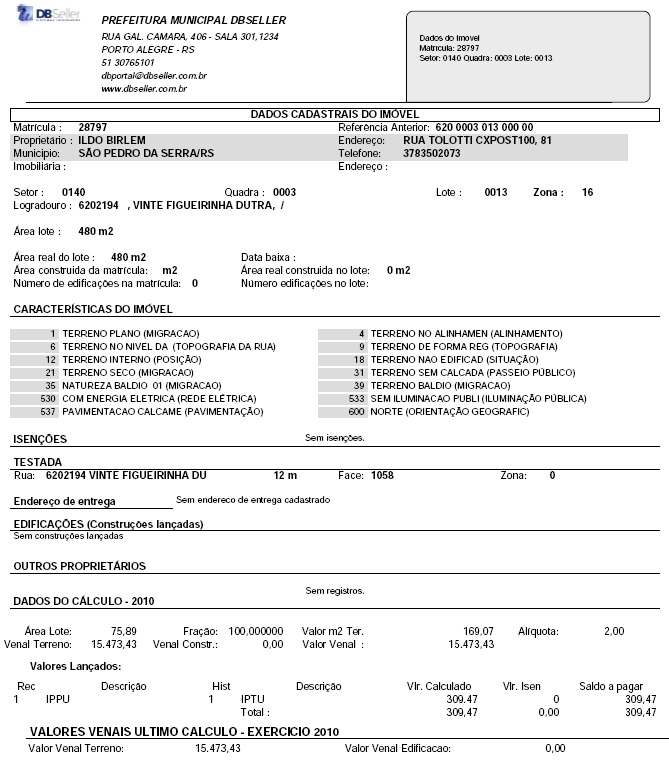 DBSeller
PREFEITURA MUNICIPAL DBSELLER
RUA GAL. CAMARA, 406 - SALA 301,1234
PORTO ALEGRE - RS
51 30765101
dbportal@dbseller.com.br
www.dbseller.com.br
Dados do Imovel
Matricula: 28797
Setor: 0140 Quadra: 0003 Lote: 0013
DADOS CADASTRAIS DO IMÓVEL
Matrícula : 28797 Referência Anterior: 620 0003 013 000 00
Proprietário : ILDO BIRLEM Endereço: RUA TOLOTTI CXPOST100, 81
Município: SÃO PEDRO DA SERRA/RS Telefone: 3783502073
Imobiliária : Endereço :
Setor : 0140 Quadra : 0003 Lote : 0013 Zona : 16
Logradouro : 6202194 , VINTE FIGUEIRINHA DUTRA, /
Área lote : 480 m2
Área real do lote : 480 m2 Data baixa :
Área construida da matrícula: m2 Área real construida no lote: 0 m2
Número de edificações na matrícula: 0 Número edificações no lote:
CARACTERÍSTICAS DO IMÓVEL
1 TERRENO PLANO (MIGRACAO) 4 TERRENO NO ALINHAMEN (ALINHAMENTO)
6 TERRENO NO NIVEL DA (TOPOGRAFIA DA RUA) 9 TERRENO DE FORMA REG (TOPOGRAFIA)
12 TERRENO INTERNO (POSIÇÃO) 18 TERRENO NAO EDIFICAD (SITUAÇÃO)
21 TERRENO SECO (MIGRACAO) 31 TERRENO SEM CALCADA (PASSEIO PÚBLICO)
35 NATUREZA BALDIO 01 (MIGRACAO) 39 TERRENO BALDIO (MIGRACAO)
530 COM ENERGIA ELETRICA (REDE ELÉTRICA) 533 SEM ILUMINACAO PUBLI (ILUMINAÇÃO PÚBLICA)
537 PAVIMENTACAO CALCAME (PAVIMENTAÇÃO) 600 NORTE (ORIENTAÇÃO GEOGRAFIC)
ISENÇÕES Sem isenções.
TESTADA
Rua: 6202194 VINTE FIGUEIRINHA DU 12 m Face: 1058 Zona: 0
Endereço de entrega Sem endereco de entrega cadastrado
EDIFICAÇÕES (Construções lançadas)
Sem construções lançadas
OUTROS PROPRIETÁRIOS
Sem registros.
DADOS DO CÁLCULO - 2010
Área Lote: 75,89 Fração: 100,000000 Valor m2 Ter. 169,07 Alíquota: 2,00
Venal Terreno: 15.473,43 Venal Constr.: 0,00 Valor Venal : 15.473,43
Valores Lançados:
Rec Descrição Hist Descrição Vlr. Calculado Vlr. Isen Saldo a pagar
1 IPPU 1 IPTU 309,47 0 309,47
Total : 309,47 0,00 309,47
VALORES VENAIS ULTIMO CALCULO - EXERCICIO 2010
Valor Venal Terreno: 15.473,43 Valor Venal Edificacao: 0,00